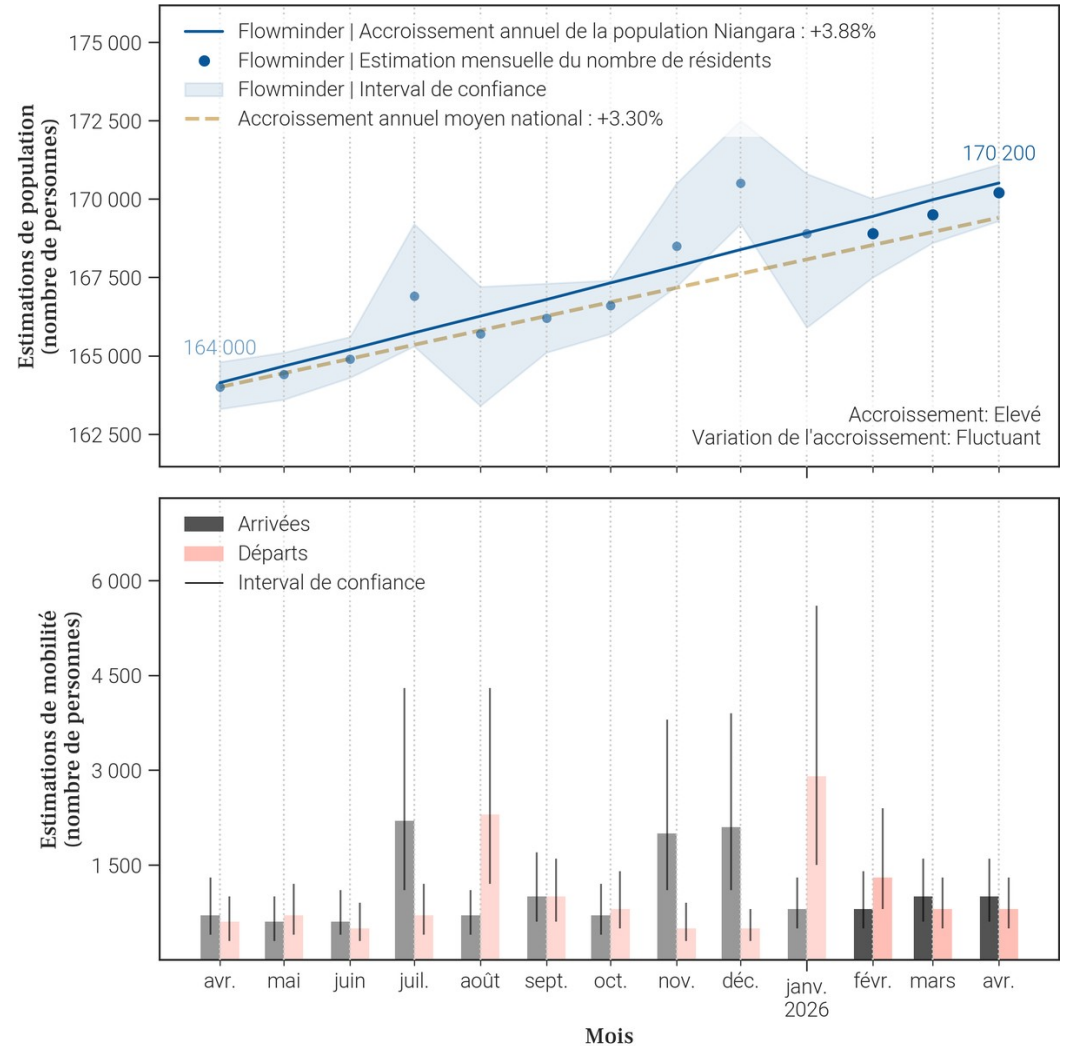 175 000
172 500
170 000
167 500
165 000
162 500
Estimations de population
(nombre de personnes)
Flowminder | Accroissement annuel de la population Niangara : +3.88%
Flowminder | Estimation mensuelle du nombre de résidents
Flowminder | Interval de confiance
Accroissement annuel moyen national : +3.30%
164 000
170 200
Accroissement: Elevé
Variation de l'accroissement: Fluctuant
6 000
4 500
3 000
1 500
Estimations de mobilité
(nombre de personnes)
Arrivées
Départs
Interval de confiance
avr. mai juin juil. août sept. oct. nov. déc. janv. févr. mars avr.
2026
Mois